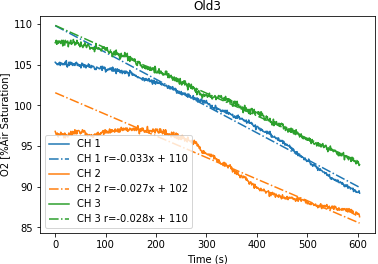 Old3
O2 [%Air Saturation]
110
105
100
95
90
85
CH 1
CH 1 r=-0.033x + 110
CH 2
CH 2 r=-0.027x + 102
CH 3
CH 3 r=-0.028x + 110
0 100 200 300 400 500 600
Time (s)